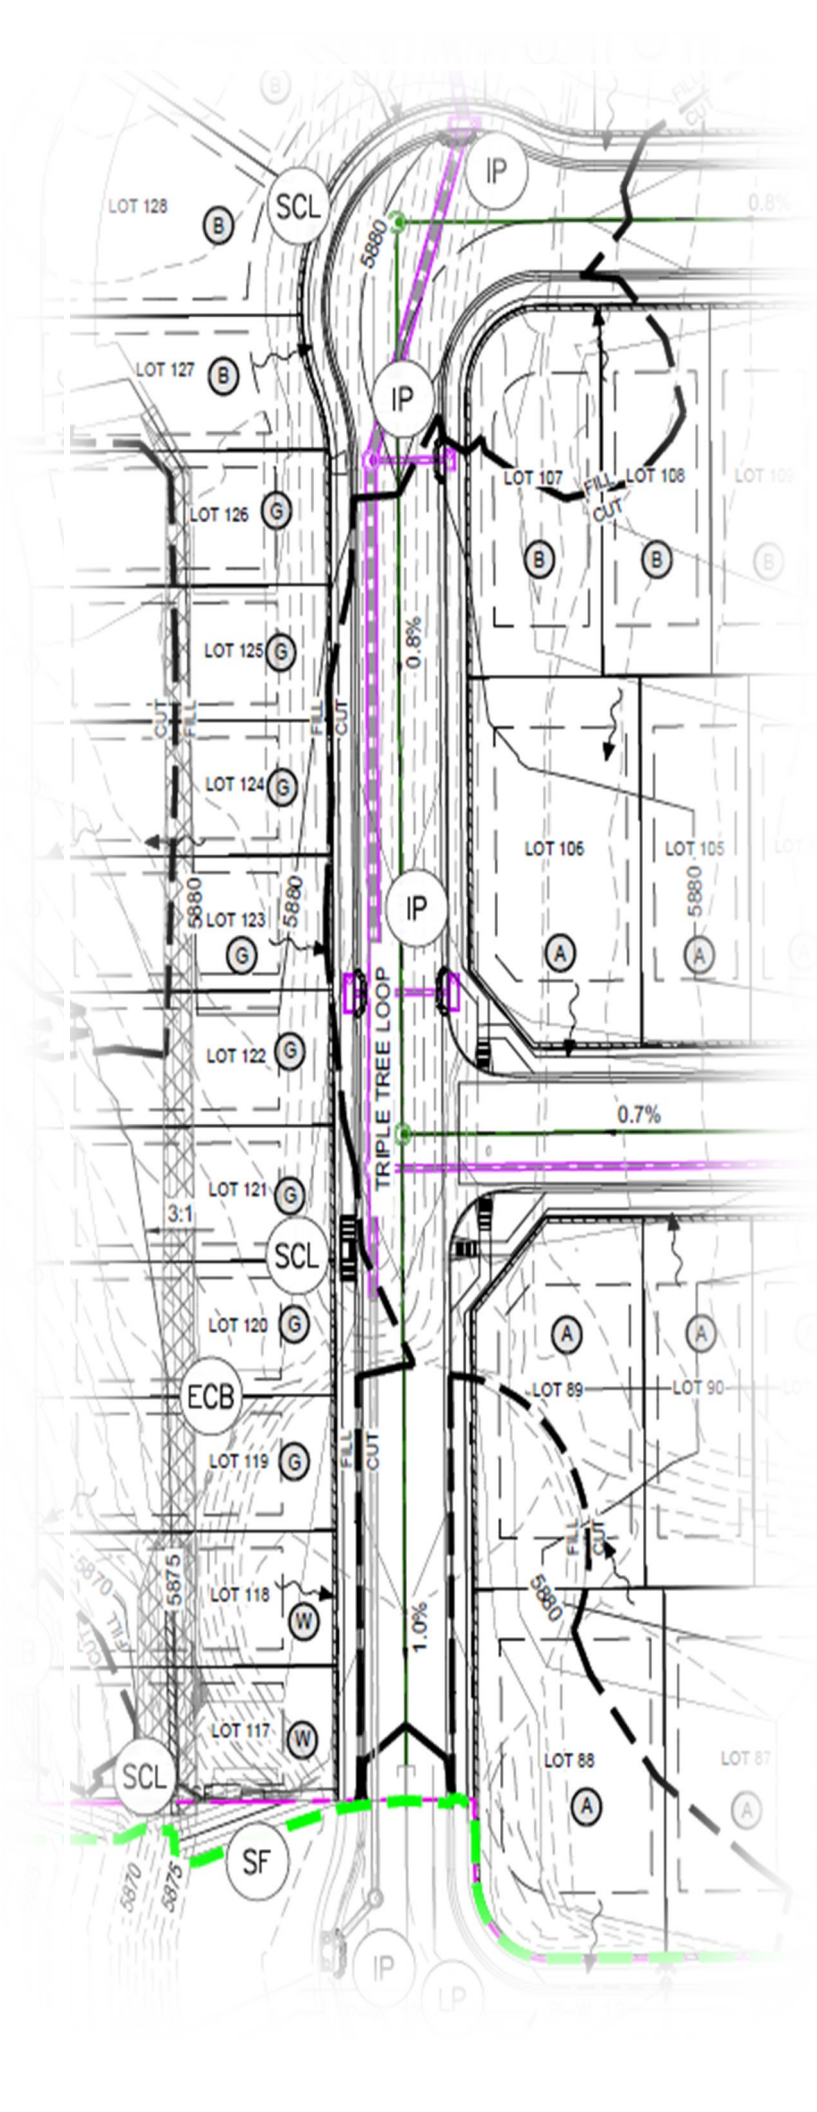 B
FILL
CUT
IP
SCL
LOT 128
B
5880
0.8%
LOT 127
B
IP
LOT 107
LOT 108
LOT 109
FILL
CUT
LOT 126
G
B
B
B
0.8%
LOT 125
G
CUT
FILL
FILL
CUT
LOT 124
G
LOT 106
LOT 105
5880
5880
5880
LOT 123
G
IP
A
A
A
TRIPLE TREE LOOP
LOT 122
G
0.7%
LOT 121
G
3:1
SCL
LOT 120
G
A
A
A
ECB
LOT 89
LOT 90
LOT 119
G
FILL
CUT
FILL
CUT
5870
5875
5880
LOT 118
W
CUT
FILL
1.0%
LOT 117
W
LOT 88
LOT 87
SCL
A
A
SF
5870
5875
IP
LP